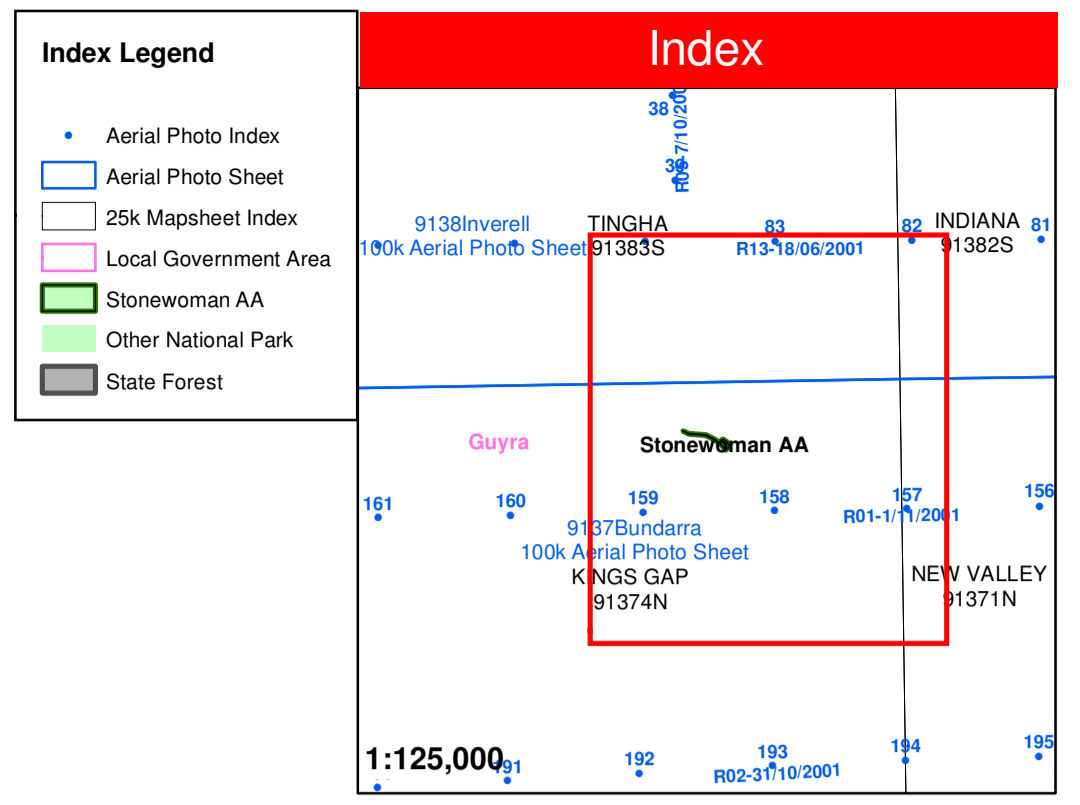 Index Legend
Aerial Photo Index
Aerial Photo Sheet
25k Mapsheet Index
Local Government Area
Stonewoman AA
Other National Park
State Forest
Index
38
39
9138Inverell
100k Aerial Photo Sheet
TINGHA
91383S
83
R13-18/06/2001
82
INDIANA
91382S
81
Guyra
Stonewoman AA
161
160
159
158
157
R01-1/11/2001
156
9137Bundarra
100k Aerial Photo Sheet
KINGS GAP
91374N
NEW VALLEY
91371N
1:125,000
191
192
193
R02-31/10/2001
194
195